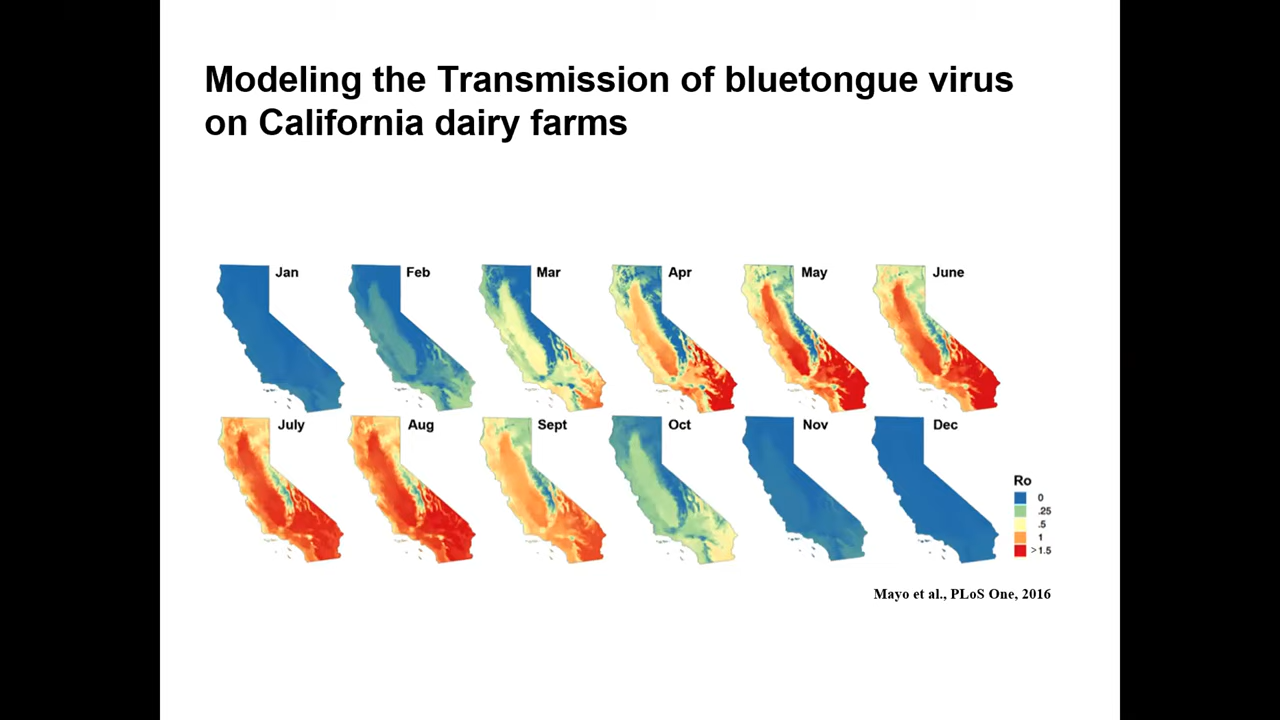 Modeling the Transmission of bluetongue virus
on California dairy farms
Jan
Feb
Mar
Apr
May
June
July
Aug
Sept
Oct
Nov
Dec
Ro
0
.25
.5
1
>1.5
Mayo et al., PLoS One, 2016